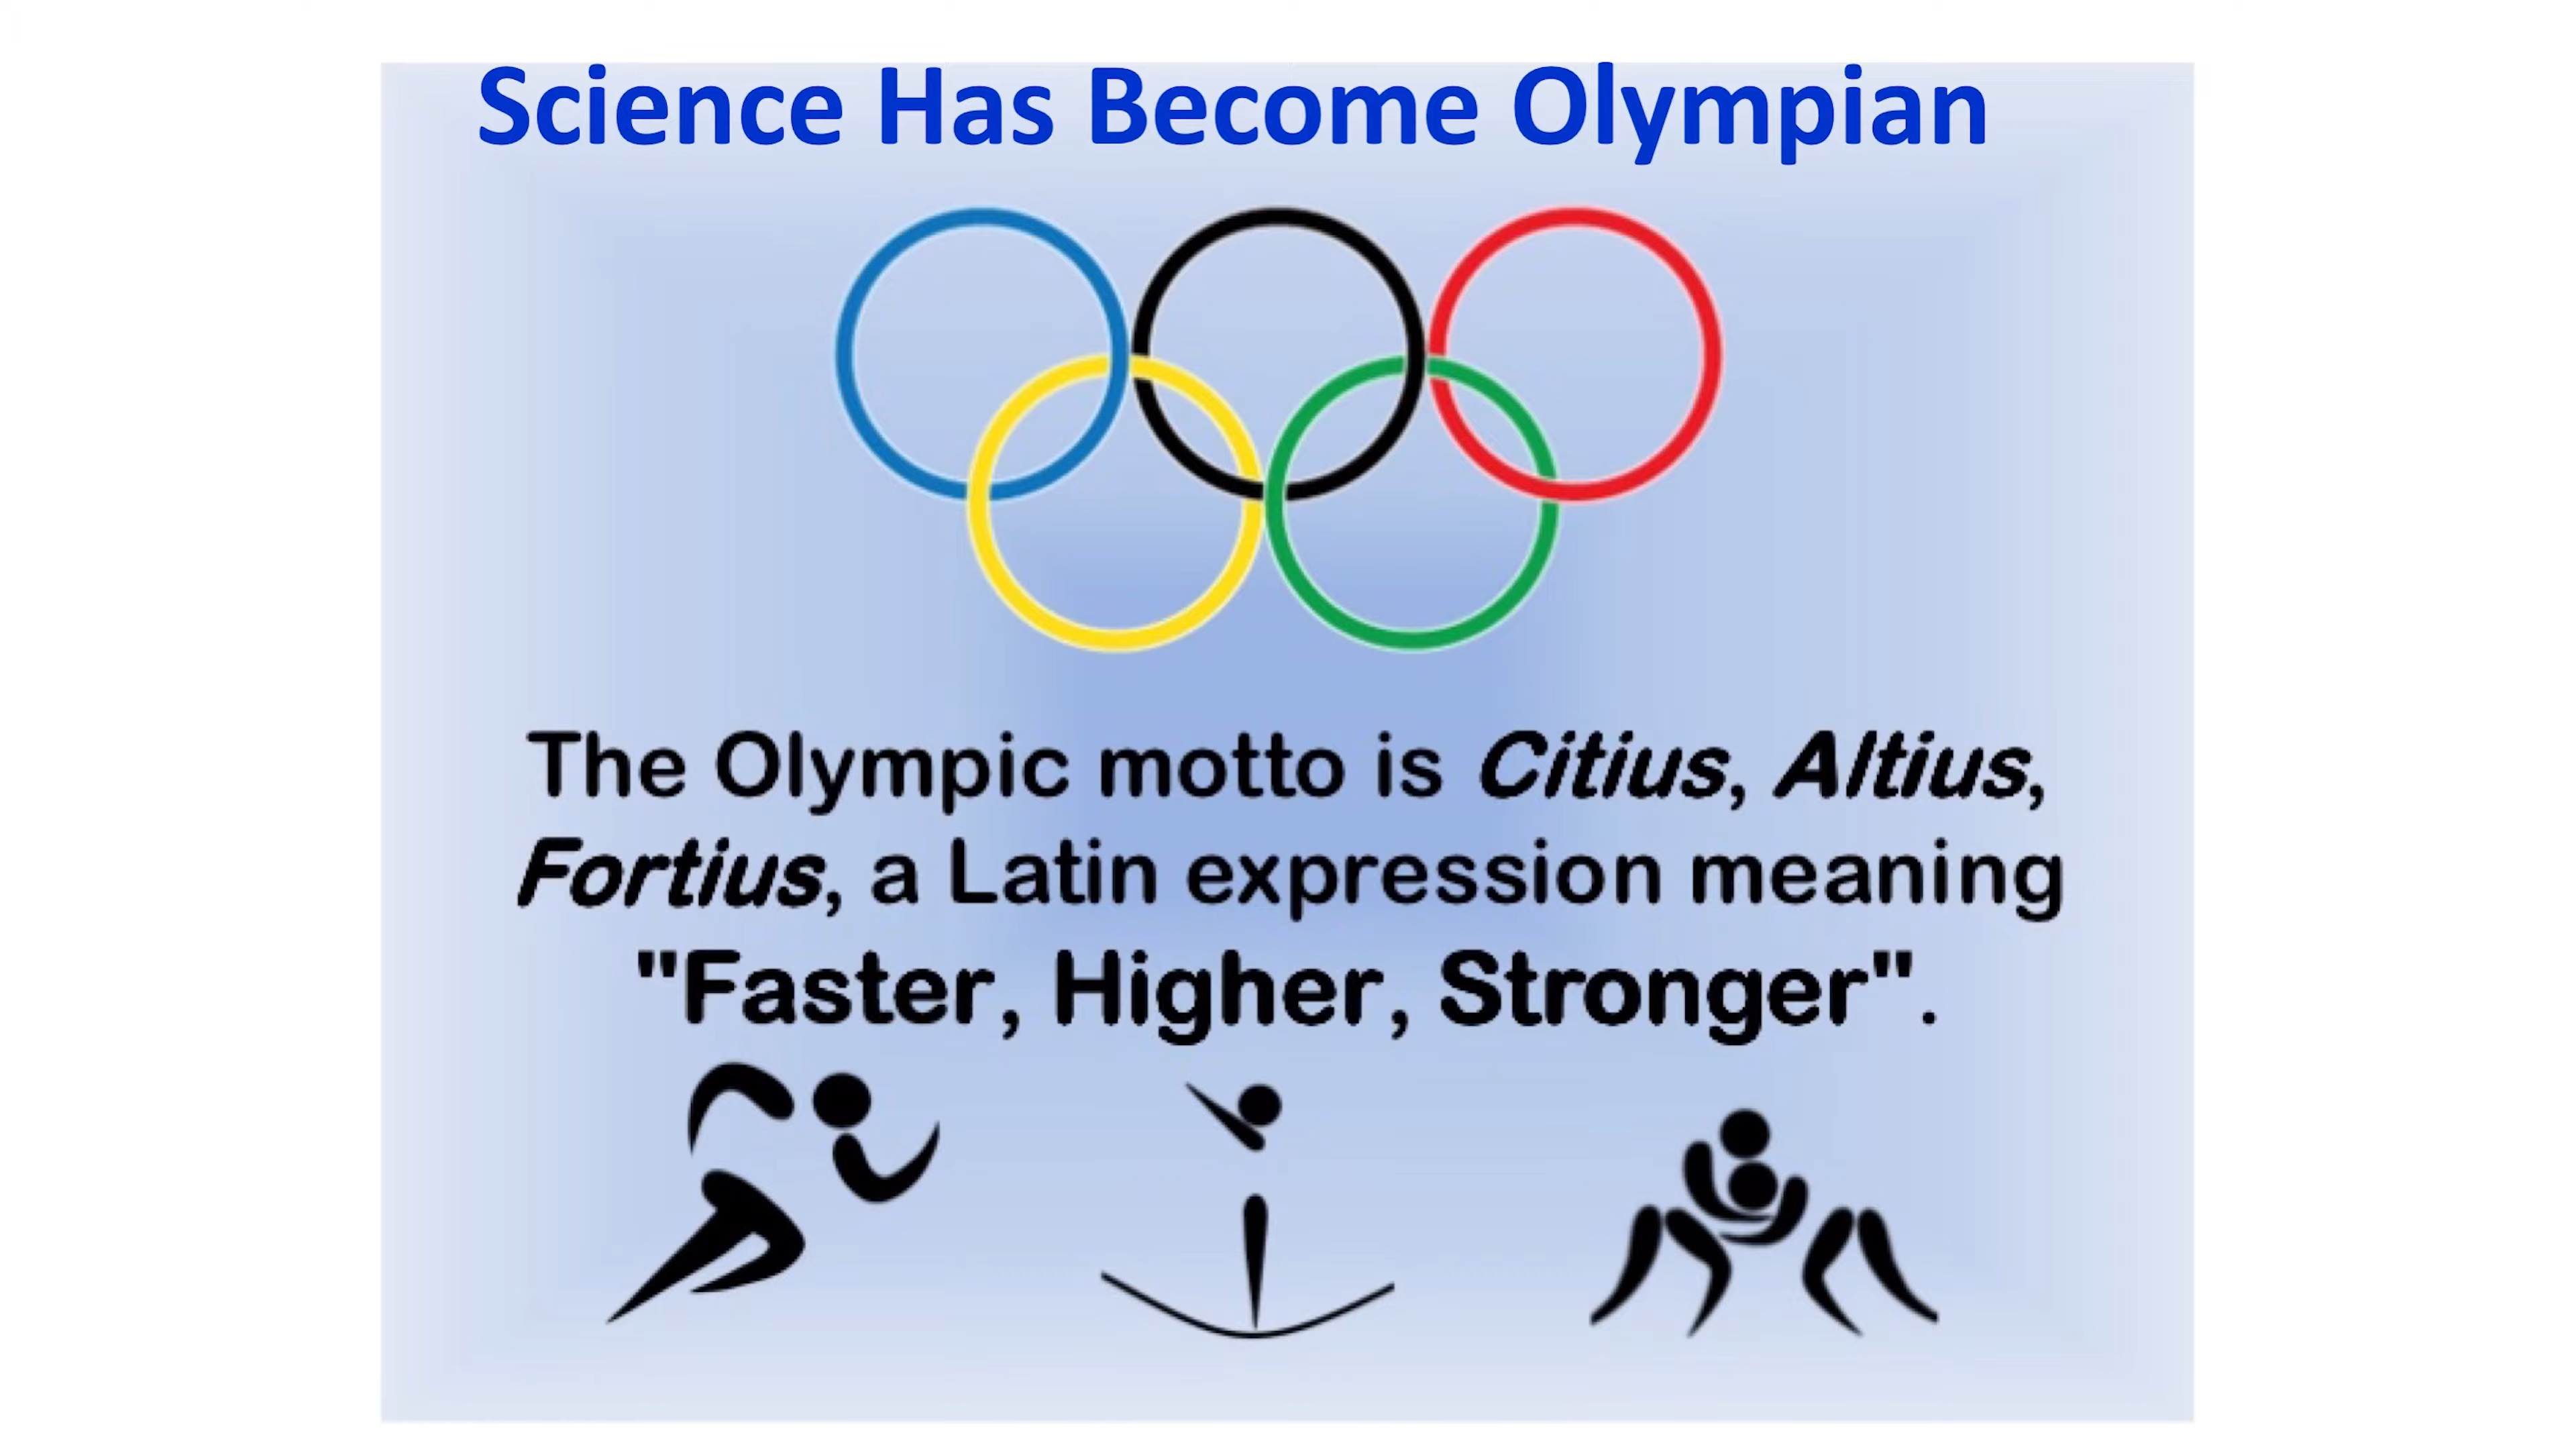 Science Has Become Olympian
The Olympic motto is Citius, Altius,
Fortius, a Latin expression meaning
"Faster, Higher, Stronger".